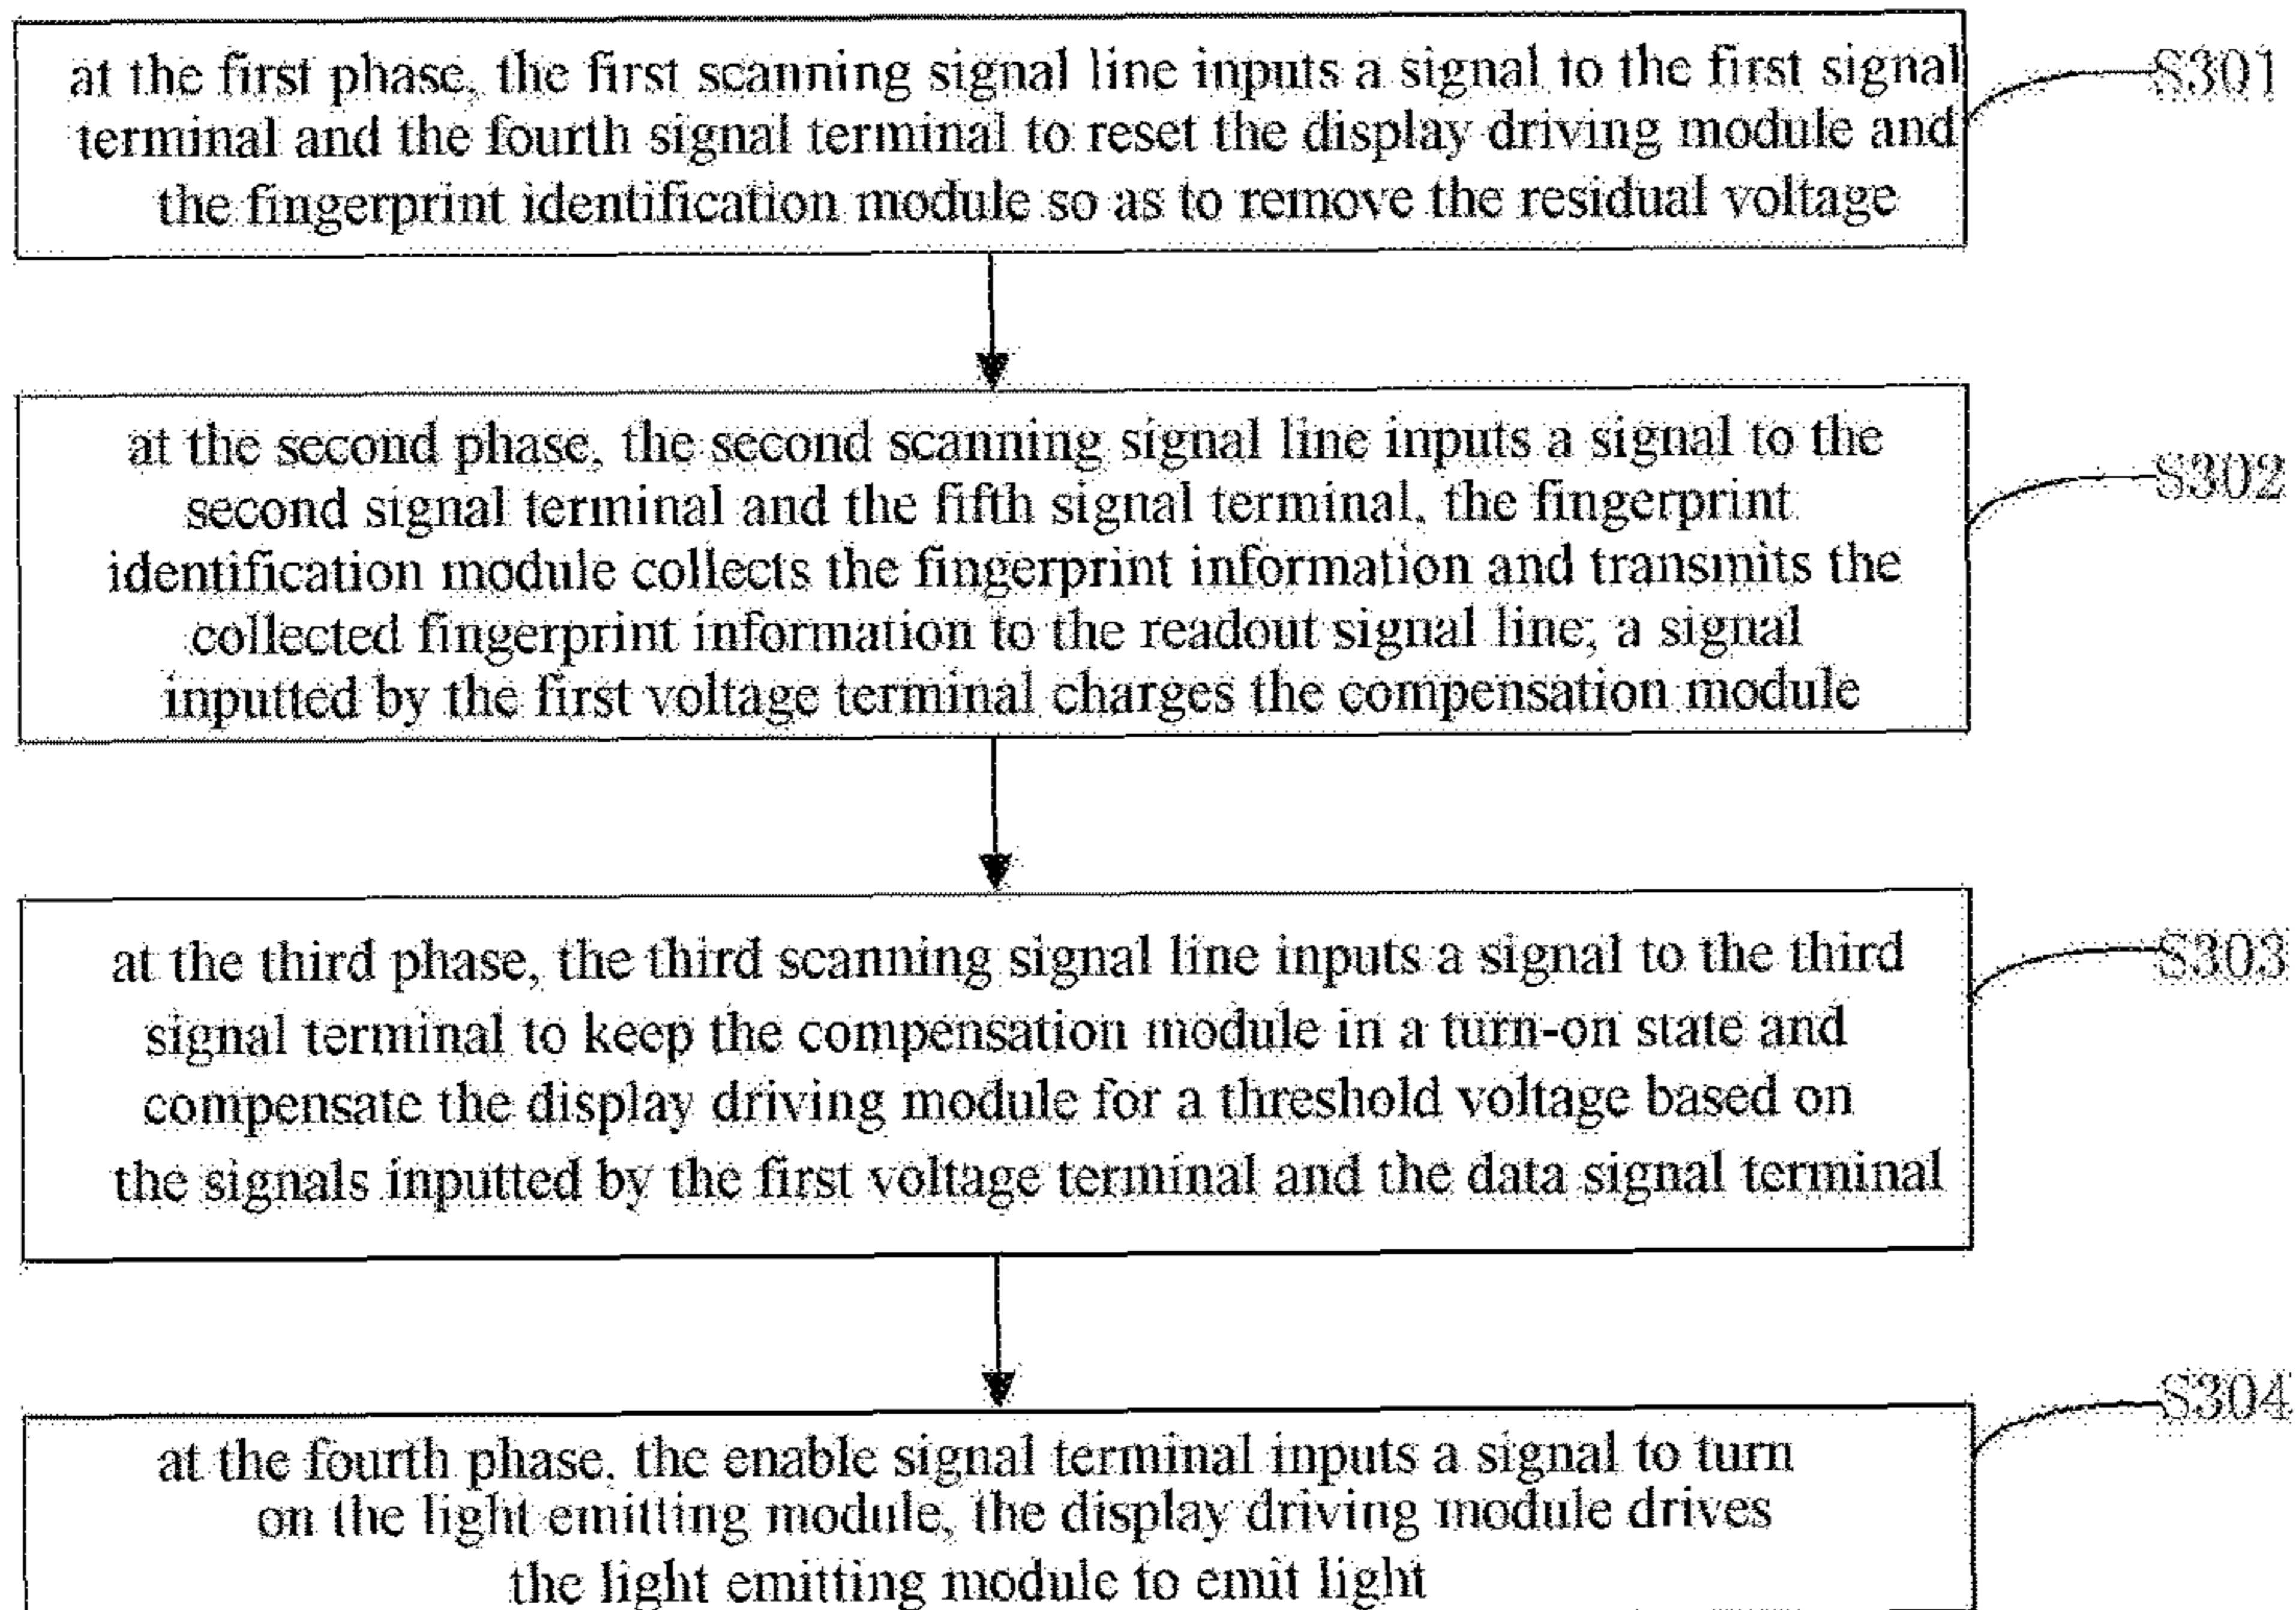 at the first phase, the first scanning signal line inputs a signal to the first signal
terminal and the fourth signal terminal to reset the display driving module and
the fingerprint identification module so as to remove the residual voltage
S301
at the second phase, the second scanning signal line inputs a signal to the
second signal terminal and the fifth signal terminal, the fingerprint
identification module collects the fingerprint information and transmits the
collected fingerprint information to the readout signal line; a signal
inputted by the first voltage terminal charges the compensation module
S302
at the third phase, the third scanning signal line inputs a signal to the third
signal terminal to keep the compensation module in a turn-on state and
compensate the display driving module for a threshold voltage based on
the signals inputted by the first voltage terminal and the data signal terminal
S303
at the fourth phase, the enable signal terminal inputs a signal to turn
on the light emitting module, the display driving module drives
the light emitting module to emit light
S304